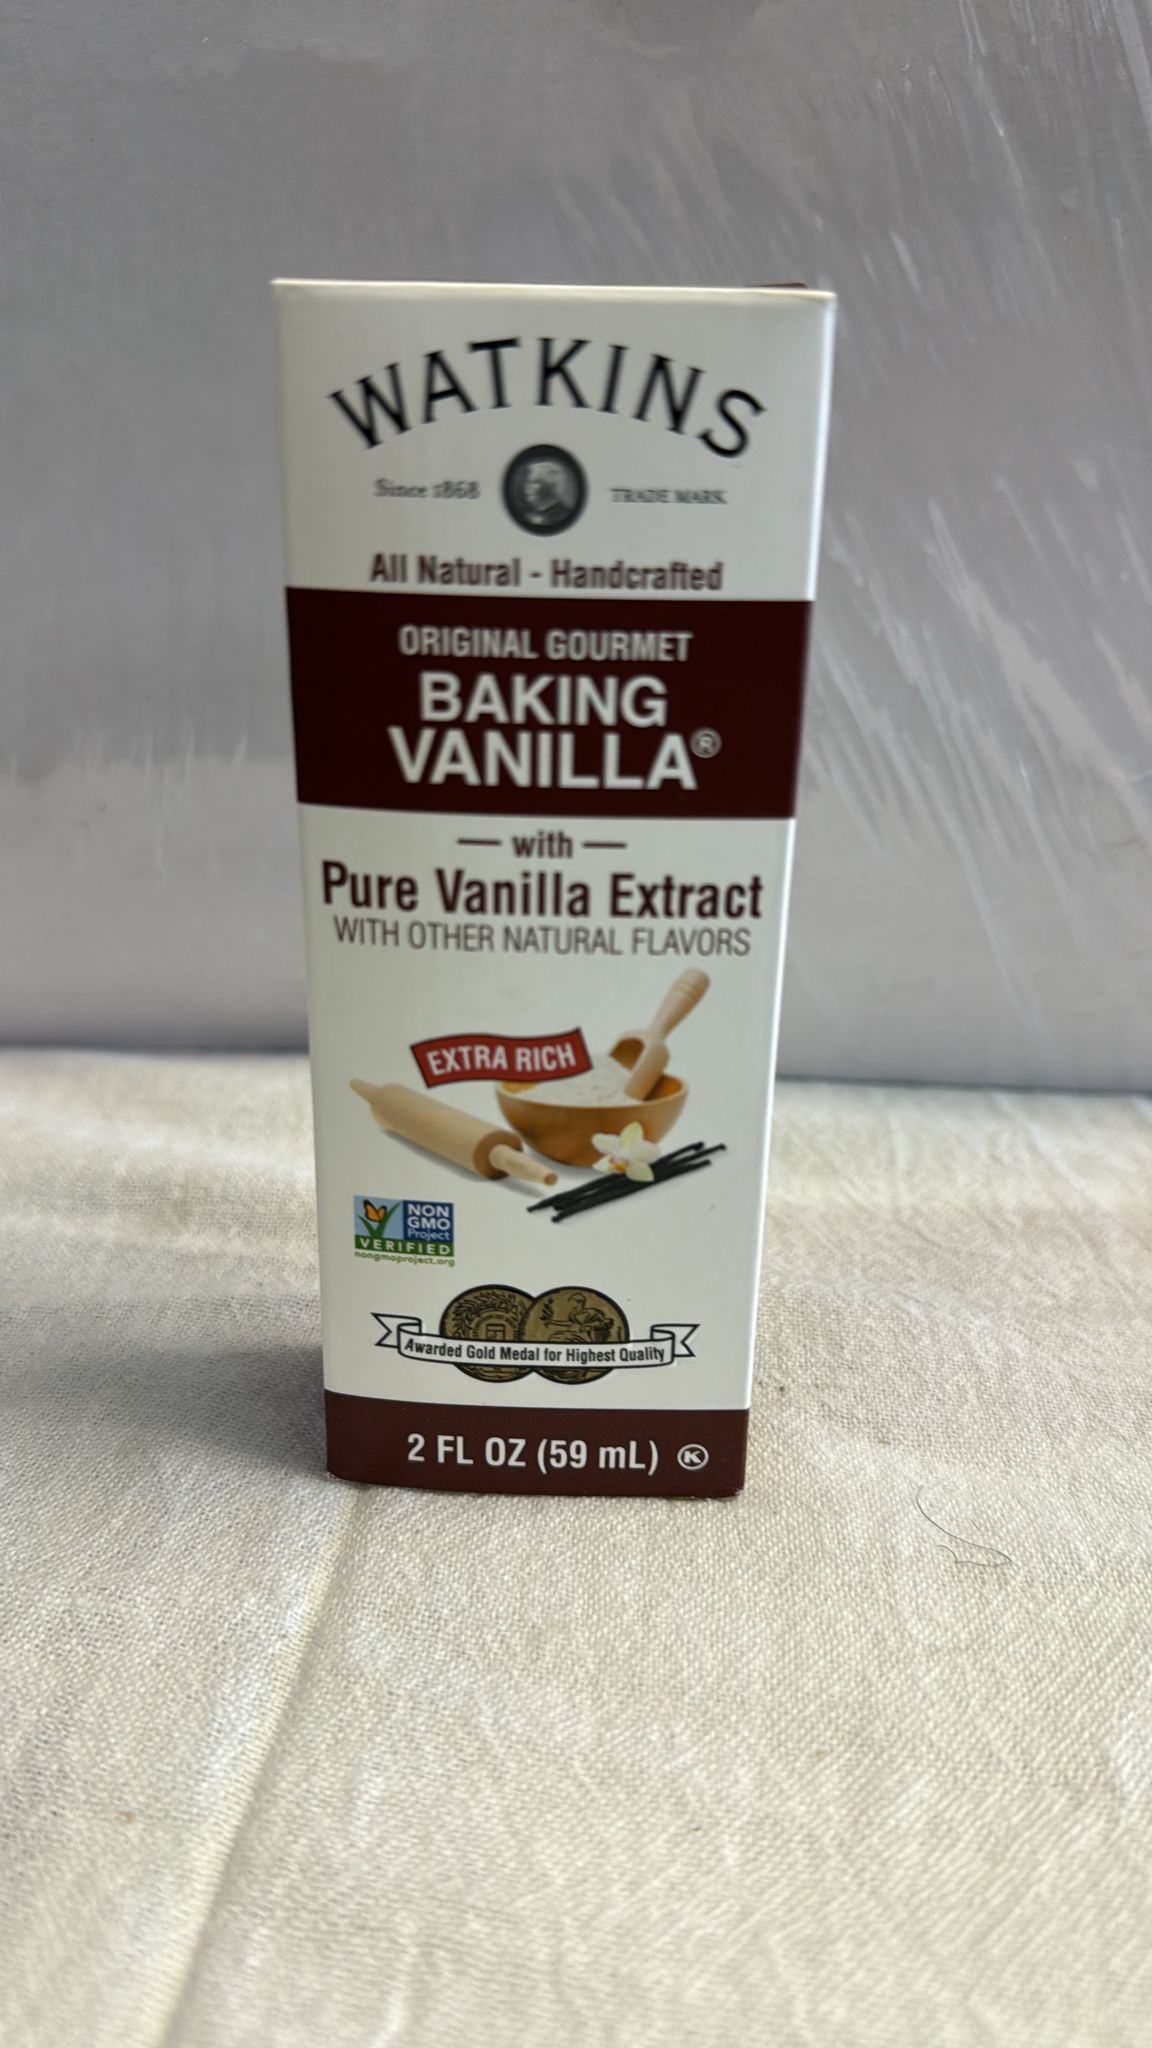 WATKINS
Since 1868 TRADE MARK
All Natural - Handcrafted
ORIGINAL GOURMET
BAKING
VANILLA®
— with —
Pure Vanilla Extract
WITH OTHER NATURAL FLAVORS
EXTRA RICH
NON
GMO
Project
VERIFIED
nongmoproject.org
Awarded Gold Medal for Highest Quality
2 FL OZ (59 mL) K